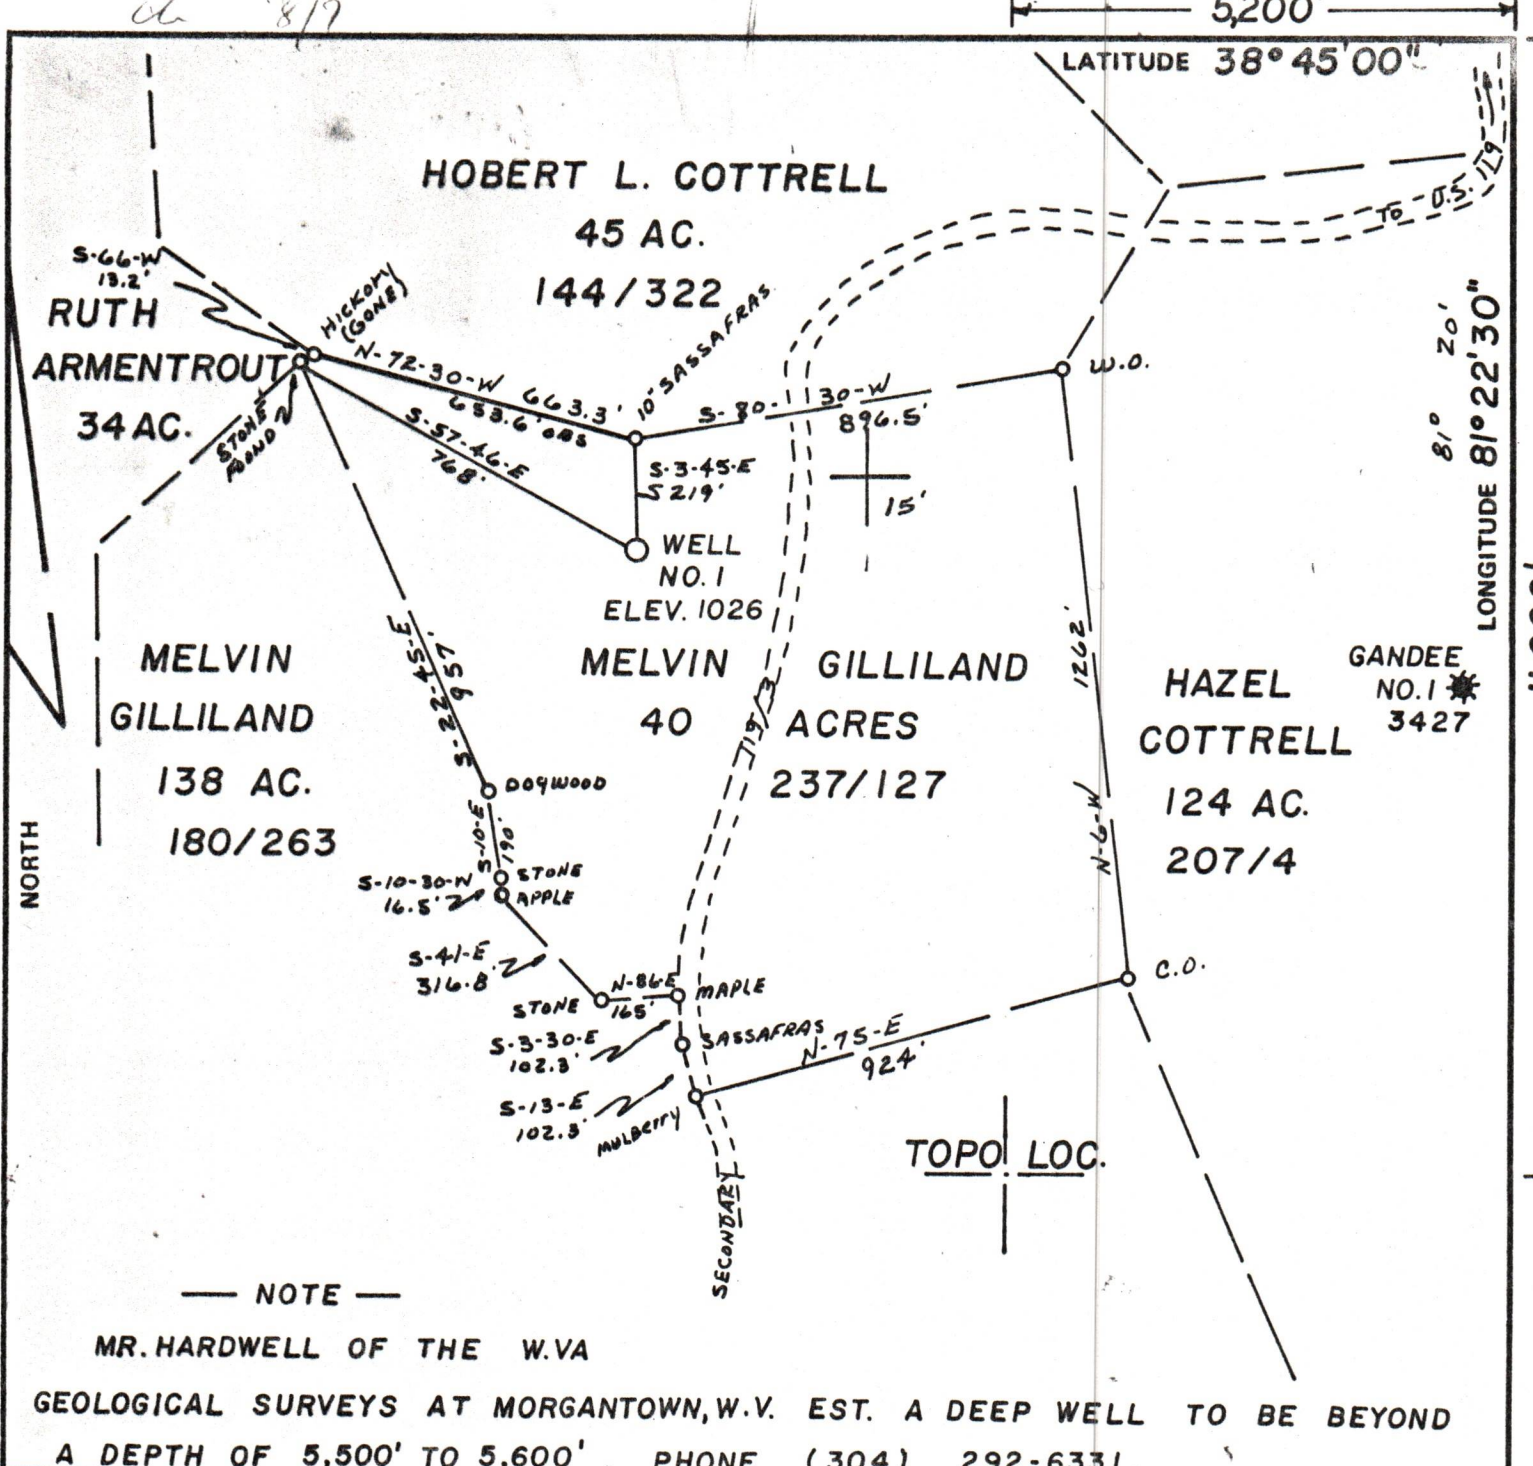 5,200
LATITUDE 38° 45' 00"
HOBERT L. COTTRELL
45 AC.
144/322
TO U.S. 119
S-66-W
13.2'
RUTH
ARMENTROUT
34 AC.
HICKORY
(GONE)
STONE
FOUND
N-72-30-W 663.3'
653.6' OBS
10" SASSAFRAS
S-80-30-W
896.5'
W.O.
81° 20'
LONGITUDE 81° 22' 30"
S-57-46-E
768'
S-3-45-E
219'
15'
WELL
NO. 1
ELEV. 1026
MELVIN
GILLILAND
138 AC.
180/263
S-22-45-E
957'
MELVIN GILLILAND
40 ACRES
237/127
119/3
1262'
N-6-W
HAZEL
COTTRELL
124 AC.
207/4
GANDEE
NO. 1
3427
NORTH
DOGWOOD
S-10-E
190'
STONE
S-10-30-W
16.5'
APPLE
S-41-E
316.8'
STONE
N-86-E
165'
MAPLE
C.O.
S-3-30-E
102.3'
SASSAFRAS
N-75-E
924'
S-13-E
102.3'
MULBERRY
TOPO LOC.
SECONDARY
— NOTE —
MR. HARDWELL OF THE W.VA
GEOLOGICAL SURVEYS AT MORGANTOWN, W.V. EST. A DEEP WELL TO BE BEYOND
A DEPTH OF 5,500' TO 5,600' PHONE (304) 292-6331